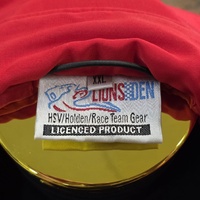 XXL
LIONS DEN
HSV/Holden/Race Team Gear
LICENCED PRODUCT